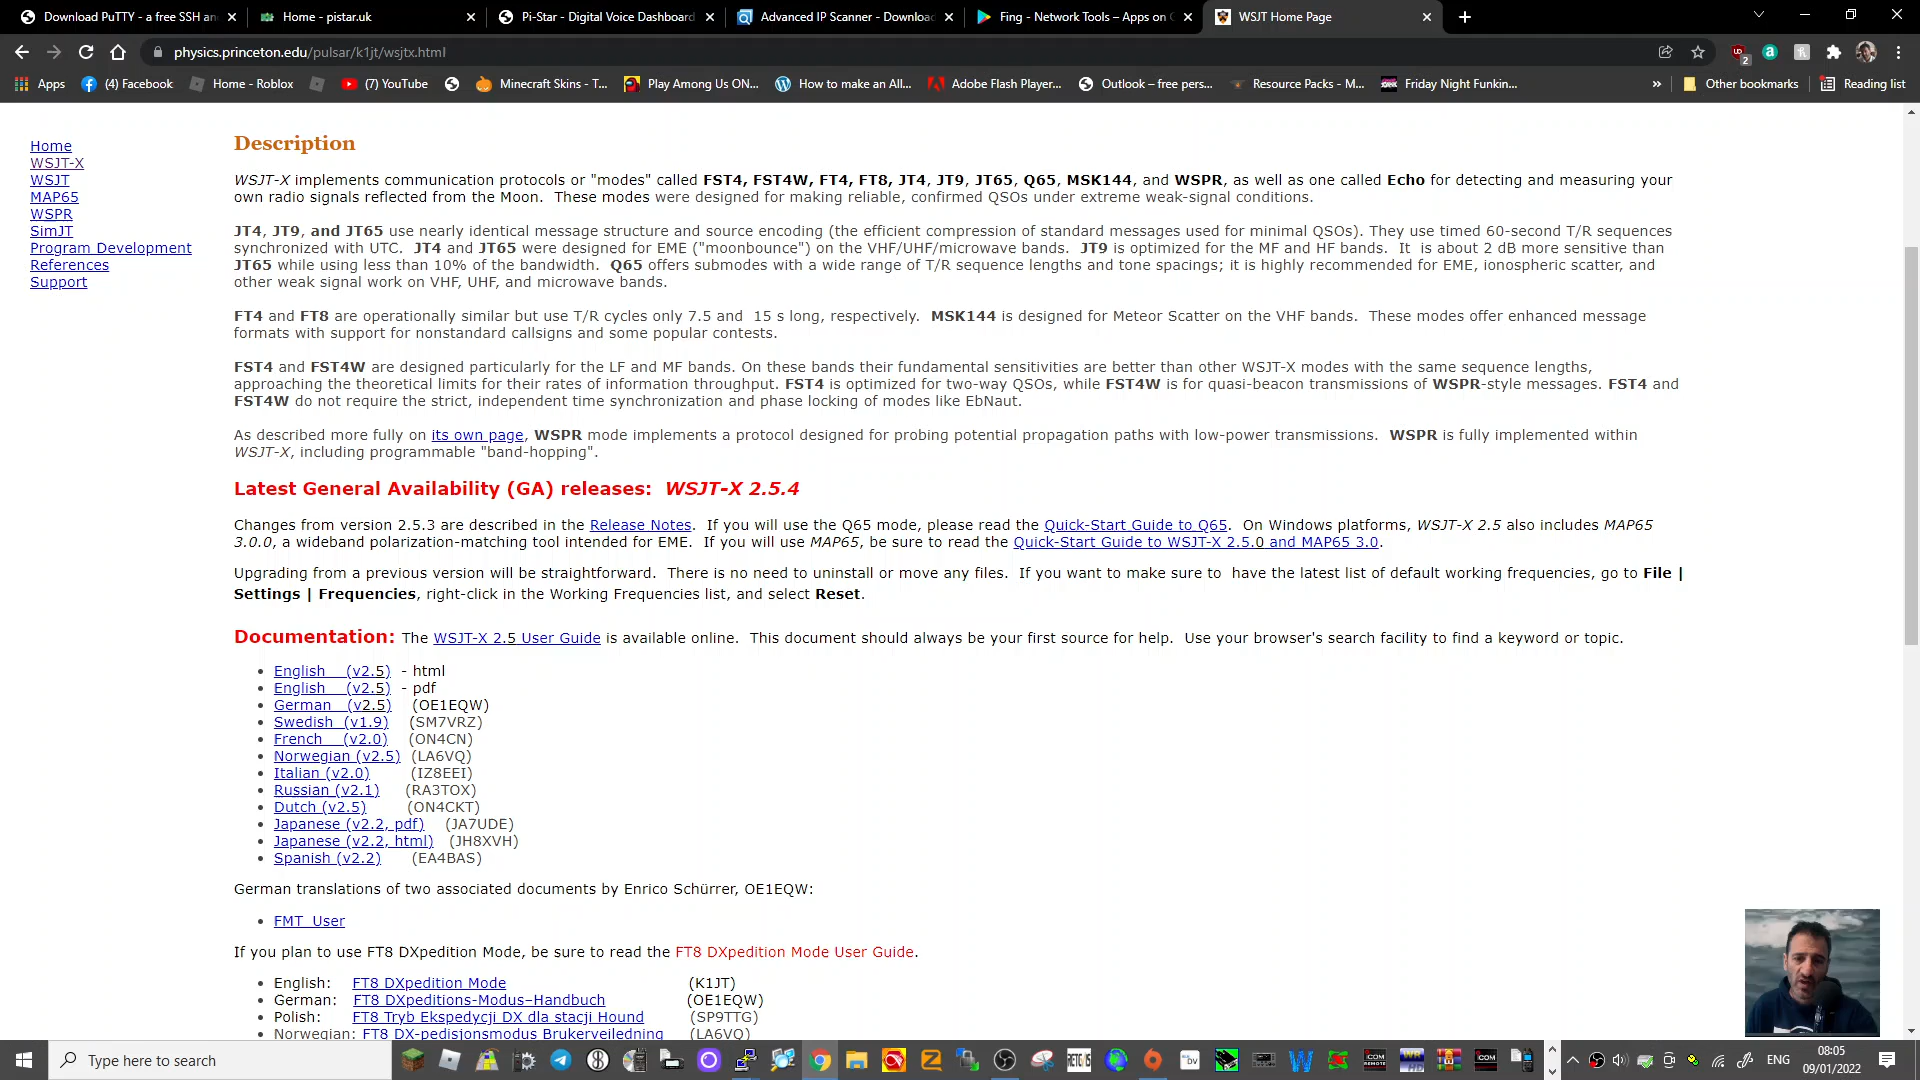 Download PuTTY - a free SSH an
Home - pistar.uk
Pi-Star - Digital Voice Dashboard
Advanced IP Scanner - Download
Fing - Network Tools – Apps on G
WSJT Home Page
physics.princeton.edu/pulsar/k1jt/wsjtx.html
Apps
(4) Facebook
Home - Roblox
(7) YouTube
Minecraft Skins - T...
Play Among Us ON...
How to make an All...
Adobe Flash Player...
Outlook – free pers...
Resource Packs - M...
Friday Night Funkin...
Other bookmarks
Reading list
Home
WSJT-X
WSJT
MAP65
WSPR
SimJT
Program Development
References
Support
Description
WSJT-X implements communication protocols or "modes" called FST4, FST4W, FT4, FT8, JT4, JT9, JT65, Q65, MSK144, and WSPR, as well as one called Echo for detecting and measuring your
own radio signals reflected from the Moon. These modes were designed for making reliable, confirmed QSOs under extreme weak-signal conditions.
JT4, JT9, and JT65 use nearly identical message structure and source encoding (the efficient compression of standard messages used for minimal QSOs). They use timed 60-second T/R sequences
synchronized with UTC. JT4 and JT65 were designed for EME ("moonbounce") on the VHF/UHF/microwave bands. JT9 is optimized for the MF and HF bands. It is about 2 dB more sensitive than
JT65 while using less than 10% of the bandwidth. Q65 offers submodes with a wide range of T/R sequence lengths and tone spacings; it is highly recommended for EME, ionospheric scatter, and
other weak signal work on VHF, UHF, and microwave bands.
FT4 and FT8 are operationally similar but use T/R cycles only 7.5 and 15 s long, respectively. MSK144 is designed for Meteor Scatter on the VHF bands. These modes offer enhanced message
formats with support for nonstandard callsigns and some popular contests.
FST4 and FST4W are designed particularly for the LF and MF bands. On these bands their fundamental sensitivities are better than other WSJT-X modes with the same sequence lengths,
approaching the theoretical limits for their rates of information throughput. FST4 is optimized for two-way QSOs, while FST4W is for quasi-beacon transmissions of WSPR-style messages. FST4 and
FST4W do not require the strict, independent time synchronization and phase locking of modes like EbNaut.
As described more fully on its own page, WSPR mode implements a protocol designed for probing potential propagation paths with low-power transmissions. WSPR is fully implemented within
WSJT-X, including programmable "band-hopping".
Latest General Availability (GA) releases: WSJT-X 2.5.4
Changes from version 2.5.3 are described in the Release Notes. If you will use the Q65 mode, please read the Quick-Start Guide to Q65. On Windows platforms, WSJT-X 2.5 also includes MAP65
3.0.0, a wideband polarization-matching tool intended for EME. If you will use MAP65, be sure to read the Quick-Start Guide to WSJT-X 2.5.0 and MAP65 3.0.
Upgrading from a previous version will be straightforward. There is no need to uninstall or move any files. If you want to make sure to have the latest list of default working frequencies, go to File |
Settings | Frequencies, right-click in the Working Frequencies list, and select Reset.
Documentation: The WSJT-X 2.5 User Guide is available online. This document should always be your first source for help. Use your browser's search facility to find a keyword or topic.
English (v2.5) - html
English (v2.5) - pdf
German (v2.5) (OE1EQW)
Swedish (v1.9) (SM7VRZ)
French (v2.0) (ON4CN)
Norwegian (v2.5) (LA6VQ)
Italian (v2.0) (IZ8EEI)
Russian (v2.1) (RA3TOX)
Dutch (v2.5) (ON4CKT)
Japanese (v2.2, pdf) (JA7UDE)
Japanese (v2.2, html) (JH8XVH)
Spanish (v2.2) (EA4BAS)
German translations of two associated documents by Enrico Schürrer, OE1EQW:
FMT_User
If you plan to use FT8 DXpedition Mode, be sure to read the FT8 DXpedition Mode User Guide.
English: FT8 DXpedition Mode (K1JT)
German: FT8 DXpeditions-Modus–Handbuch (OE1EQW)
Polish: FT8 Tryb Ekspedycji DX dla stacji Hound (SP9TTG)
Norwegian: FT8 DX-pedisjonsmodus Brukerveiledning (LA6VQ)
Type here to search
ENG
08:05
09/01/2022